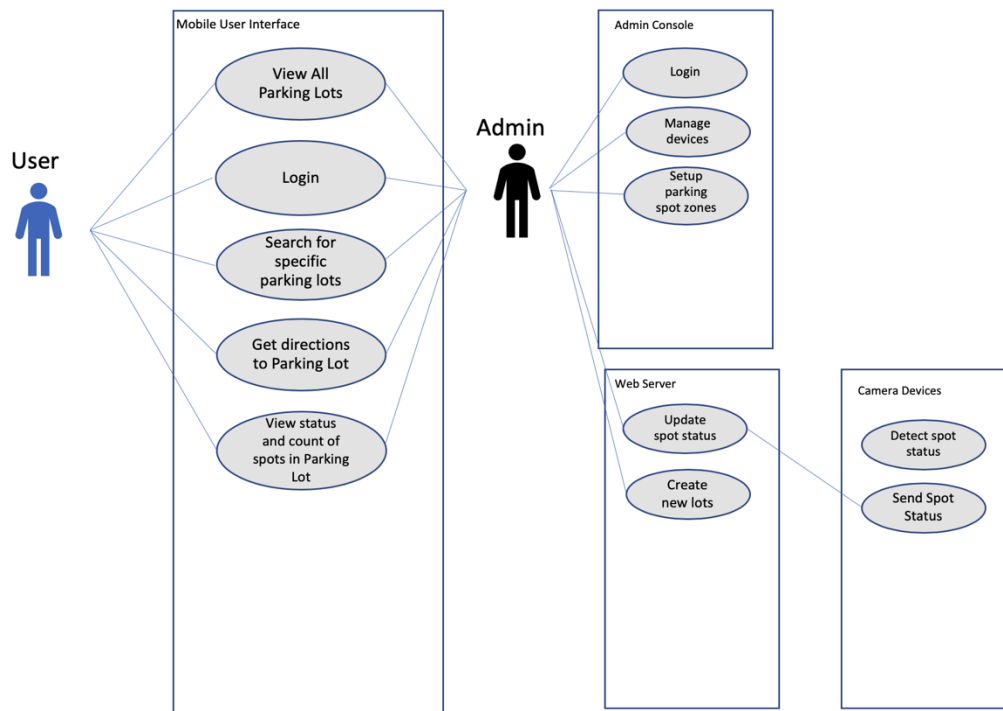 Mobile User Interface
View All
Parking Lots
Login
Search for
specific
parking lots
Get directions
to Parking Lot
View status
and count of
spots in Parking
Lot
User
Admin
Admin Console
Login
Manage
devices
Setup
parking
spot zones
Web Server
Update
spot status
Create
new lots
Camera Devices
Detect spot
status
Send Spot
Status